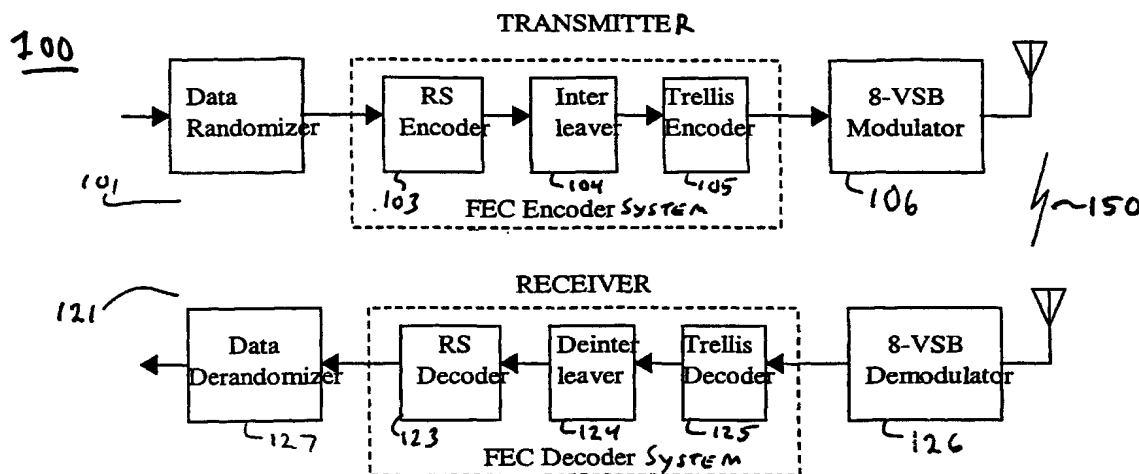 TRANSMITTER
100
Data
Randomizer
RS
Encoder
Inter
leaver
Trellis
Encoder
8-VSB
Modulator
101
103
104
105
106
FEC Encoder SYSTEM
150
RECEIVER
121
Data
Derandomizer
RS
Decoder
Deinter
leaver
Trellis
Decoder
8-VSB
Demodulator
127
123
124
125
126
FEC Decoder SYSTEM